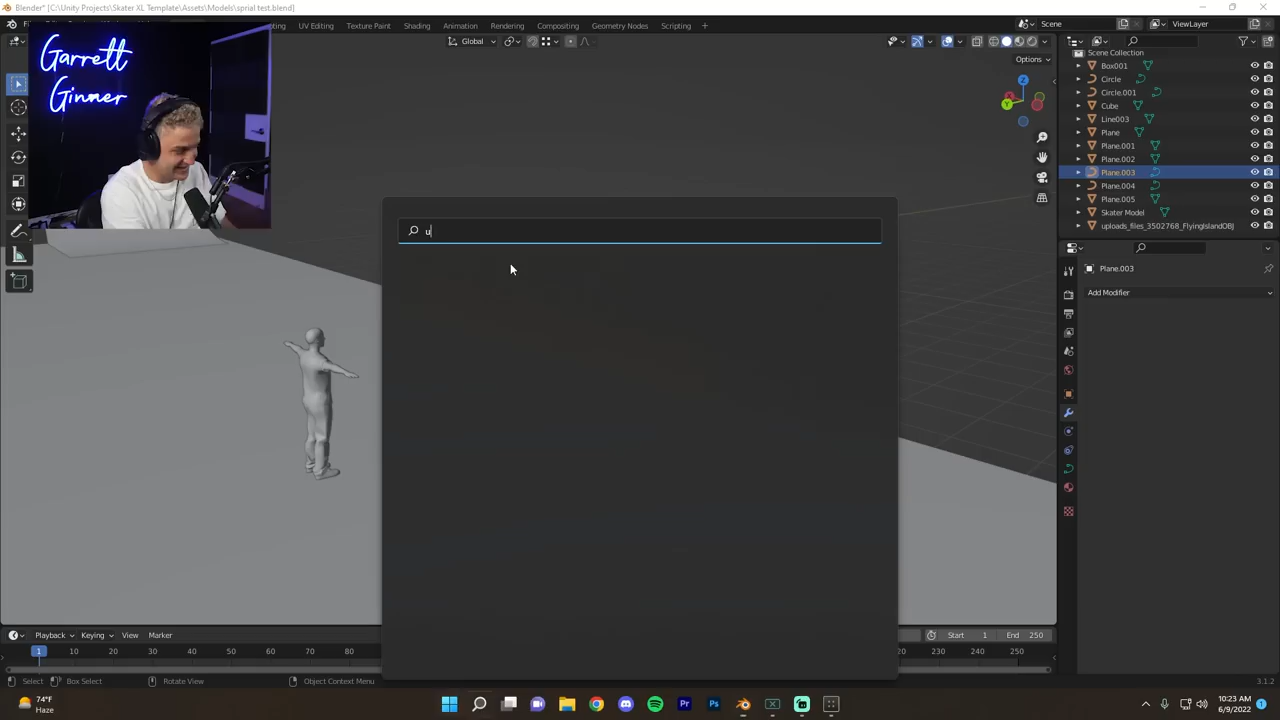 Blender* [C:\Unity Projects\Skater XL Template\Assets\Models\sprial test.blend]
UV Editing
Texture Paint
Shading
Animation
Rendering
Compositing
Geometry Nodes
Scripting
Scene
ViewLayer
Garrett
Ginner
Global
Options
Scene Collection
Box001
Circle
Circle.001
Cube
Line003
Plane
Plane.001
Plane.002
Plane.003
Plane.004
Plane.005
Skater Model
uploads_files_3502768_FlyingIslandOBJ
Z
Y
u
Plane.003
Add Modifier
Playback
Keying
View
Marker
Start 1
End 250
1
10
20
30
40
50
60
70
80
220
230
240
250
Select
Box Select
Rotate View
Object Context Menu
3.1.2
74°F
Haze
Pr
Ps
10:23 AM
6/9/2022